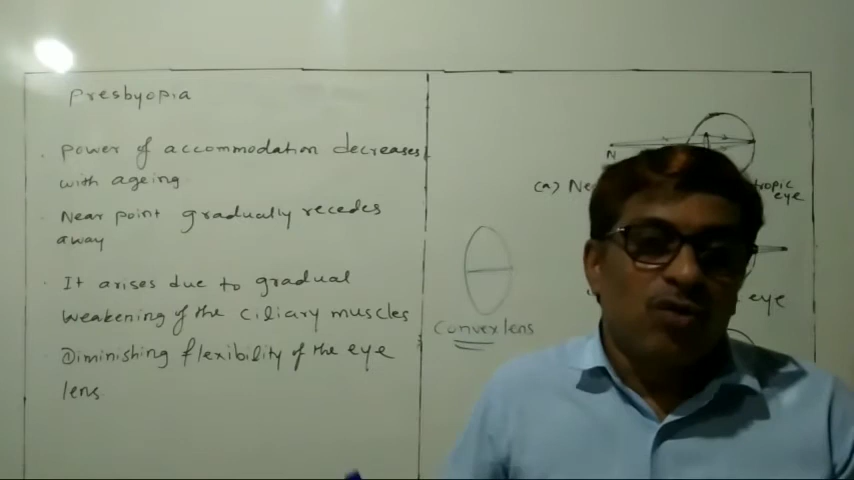 Presbyopia
. Power of accommodation decreases
with ageing
. Near point gradually recedes
away
. It arises due to gradual
weakening of the ciliary muscles
Diminishing flexibility of the eye
lens
N
(a) Ne
tropic
eye
eye
Convex lens